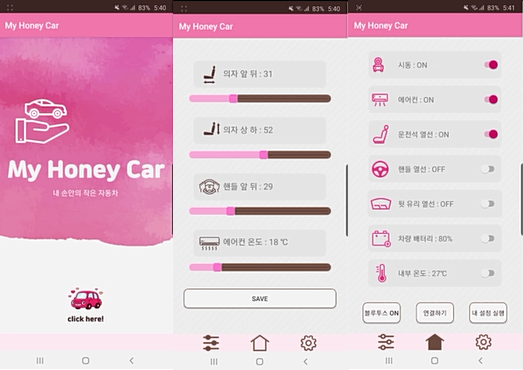 83% 5:40
My Honey Car
My Honey Car
내 손안의 작은 자동차
click here!
83% 5:40
My Honey Car
의자 앞 뒤 : 31
의자 상 하 : 52
핸들 앞 뒤 : 29
에어컨 온도 : 18 ℃
SAVE
83% 5:41
My Honey Car
시동 : ON
에어컨 : ON
운전석 열선 : ON
핸들 열선 : OFF
뒷 유리 열선 : OFF
차량 배터리 : 80%
내부 온도 : 27℃
블루투스 ON
연결하기
내 설정 실행